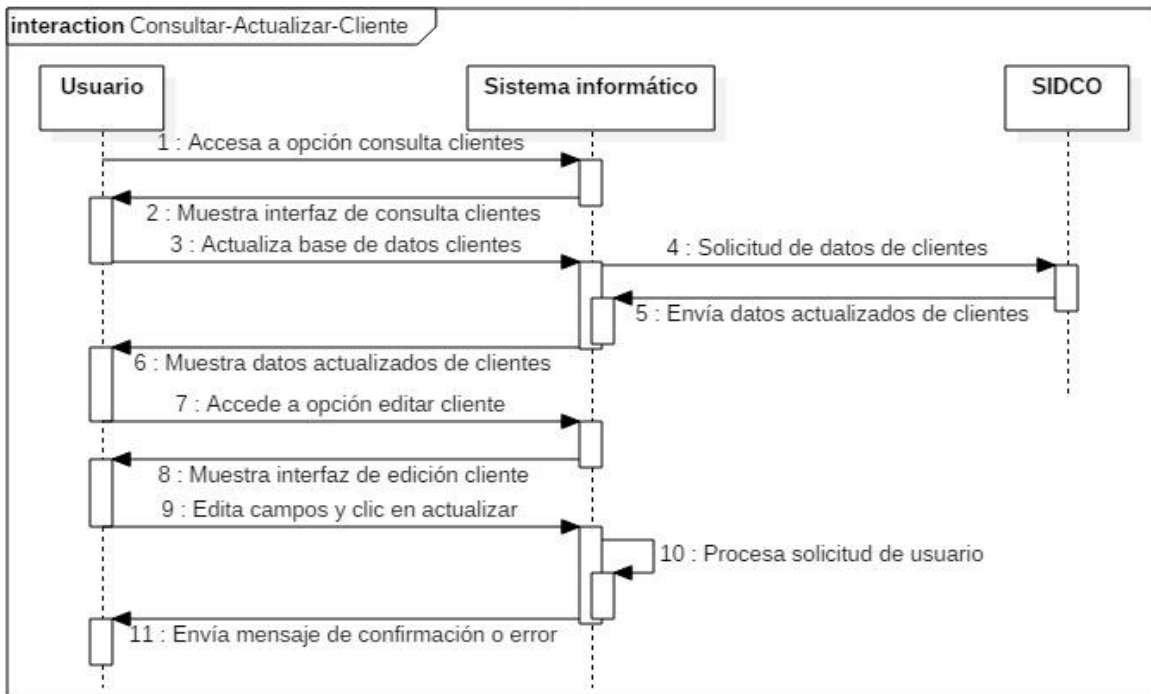 interaction Consultar-Actualizar-Cliente
Usuario
Sistema informático
SIDCO
1 : Accesa a opción consulta clientes
2 : Muestra interfaz de consulta clientes
3 : Actualiza base de datos clientes
4 : Solicitud de datos de clientes
5 : Envía datos actualizados de clientes
6 : Muestra datos actualizados de clientes
7 : Accede a opción editar cliente
8 : Muestra interfaz de edición cliente
9 : Edita campos y clic en actualizar
10 : Procesa solicitud de usuario
11 : Envía mensaje de confirmación o error